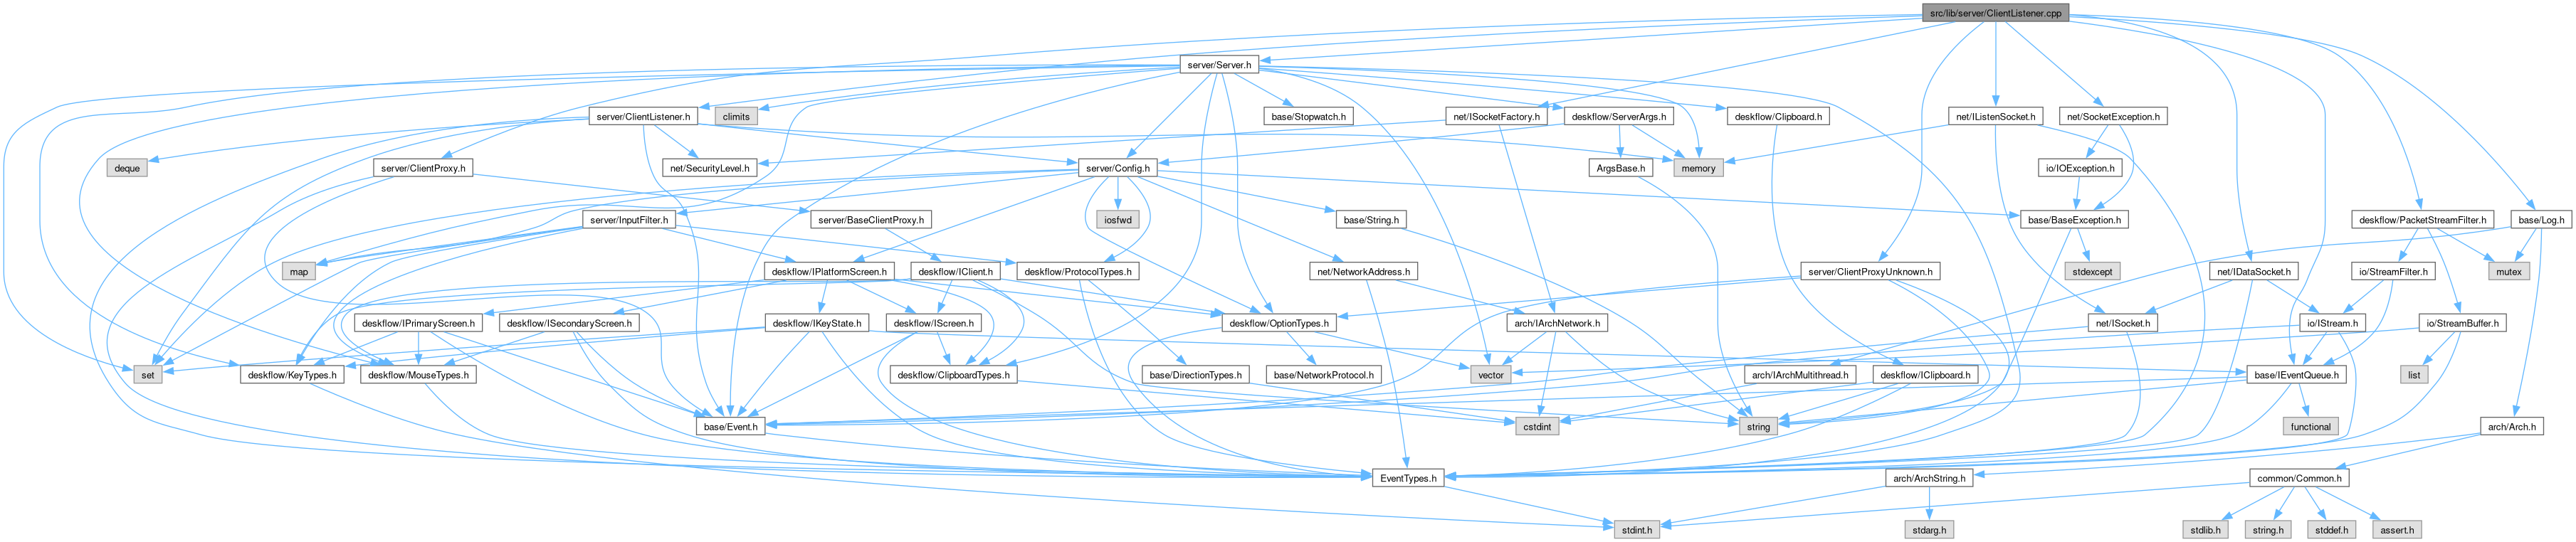 src/lib/server/ClientListener.cpp
server/Server.h
server/ClientListener.h
climits
base/Stopwatch.h
net/ISocketFactory.h
deskflow/ServerArgs.h
deskflow/Clipboard.h
net/IListenSocket.h
net/SocketException.h
deque
server/ClientProxy.h
net/SecurityLevel.h
server/Config.h
ArgsBase.h
memory
io/IOException.h
server/InputFilter.h
server/BaseClientProxy.h
iosfwd
base/String.h
base/BaseException.h
deskflow/PacketStreamFilter.h
base/Log.h
map
deskflow/IPlatformScreen.h
deskflow/IClient.h
deskflow/ProtocolTypes.h
net/NetworkAddress.h
server/ClientProxyUnknown.h
stdexcept
net/IDataSocket.h
io/StreamFilter.h
mutex
deskflow/IPrimaryScreen.h
deskflow/ISecondaryScreen.h
deskflow/IKeyState.h
deskflow/IScreen.h
deskflow/OptionTypes.h
arch/IArchNetwork.h
net/ISocket.h
io/IStream.h
io/StreamBuffer.h
set
deskflow/KeyTypes.h
deskflow/MouseTypes.h
deskflow/ClipboardTypes.h
base/DirectionTypes.h
base/NetworkProtocol.h
vector
arch/IArchMultithread.h
deskflow/IClipboard.h
base/IEventQueue.h
list
base/Event.h
cstdint
string
functional
arch/Arch.h
EventTypes.h
arch/ArchString.h
common/Common.h
stdint.h
stdarg.h
stdlib.h
string.h
stddef.h
assert.h